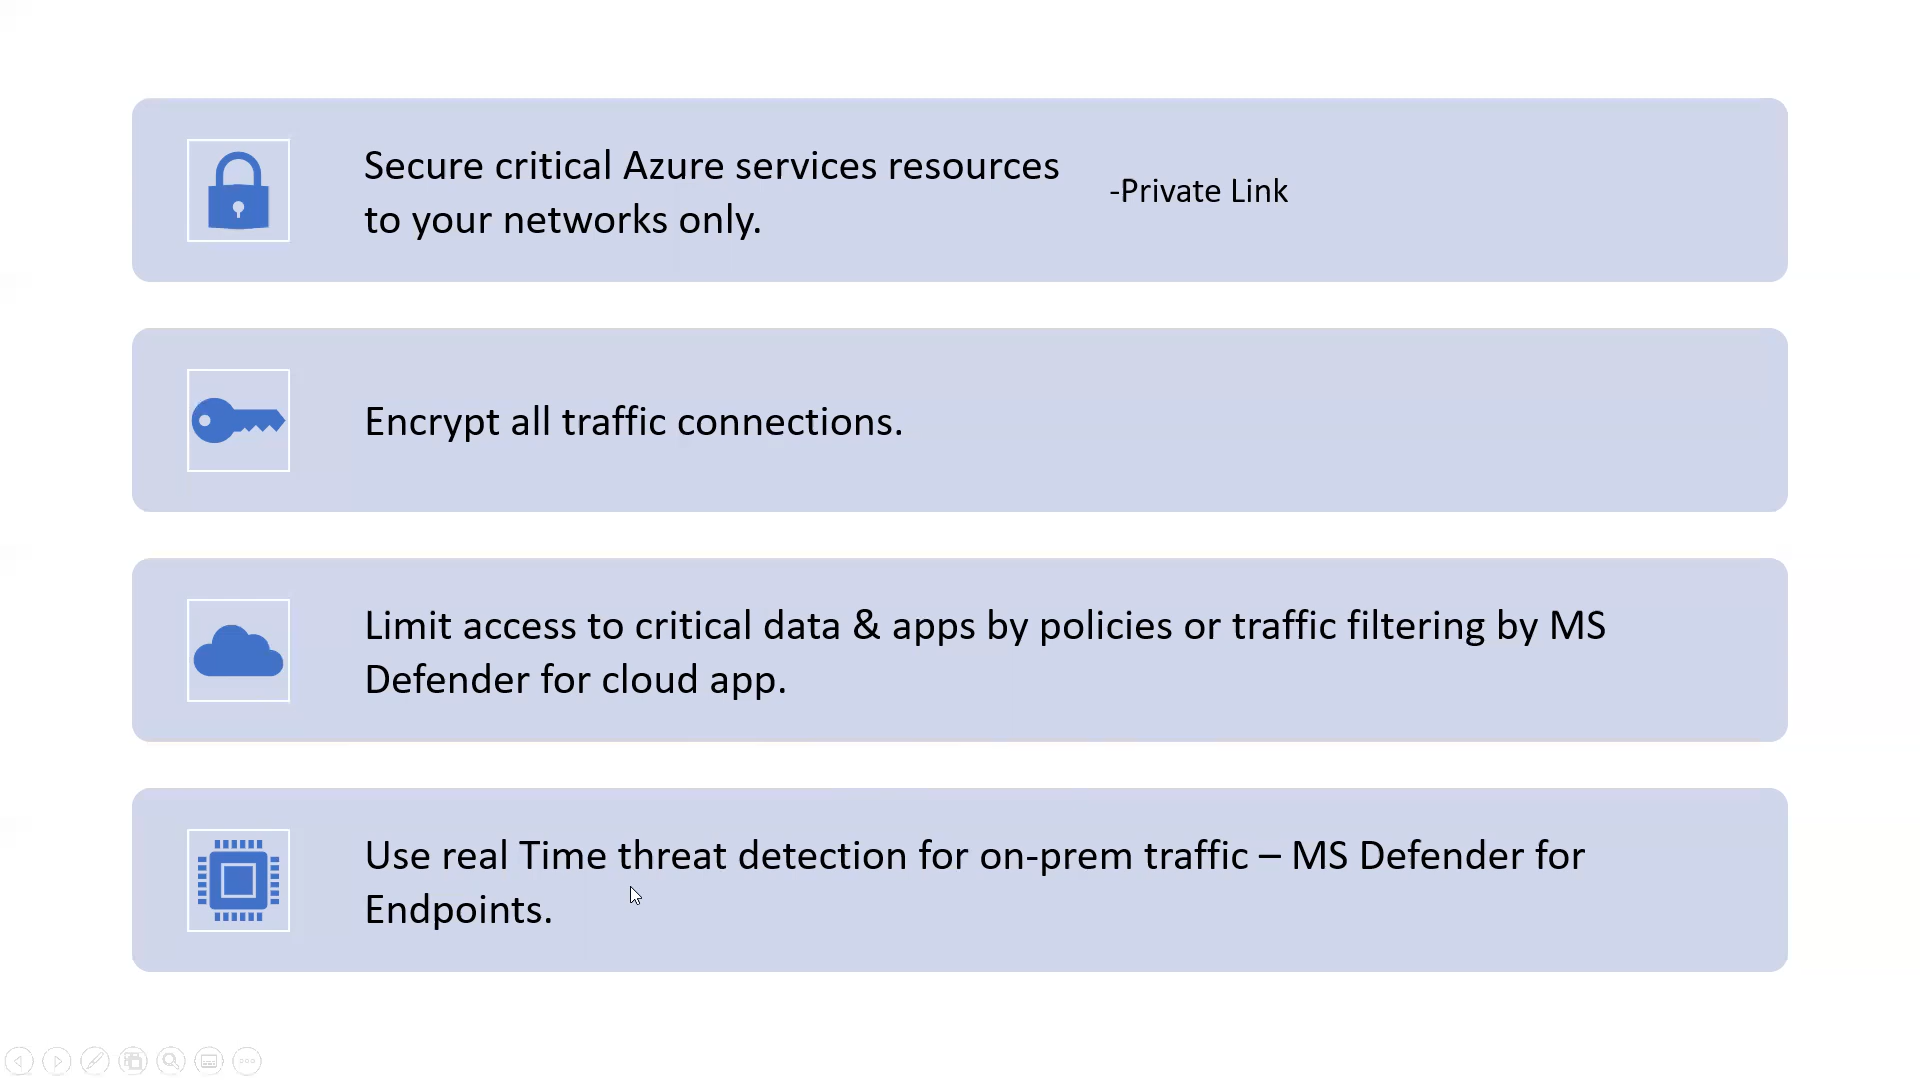 Secure critical Azure services resources
to your networks only.
-Private Link
Encrypt all traffic connections.
Limit access to critical data & apps by policies or traffic filtering by MS
Defender for cloud app.
Use real Time threat detection for on-prem traffic – MS Defender for
Endpoints.